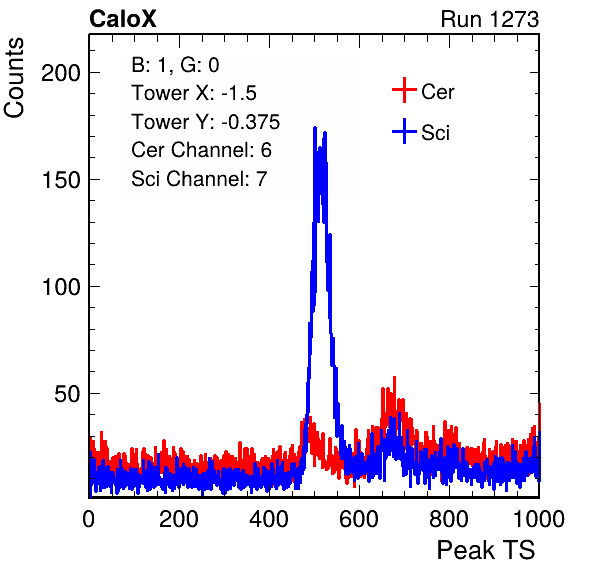 CaloX
Run 1273
Counts
B: 1, G: 0
Tower X: -1.5
Tower Y: -0.375
Cer Channel: 6
Sci Channel: 7
Cer
Sci
200
150
100
50
0
200
400
600
800
1000
Peak TS